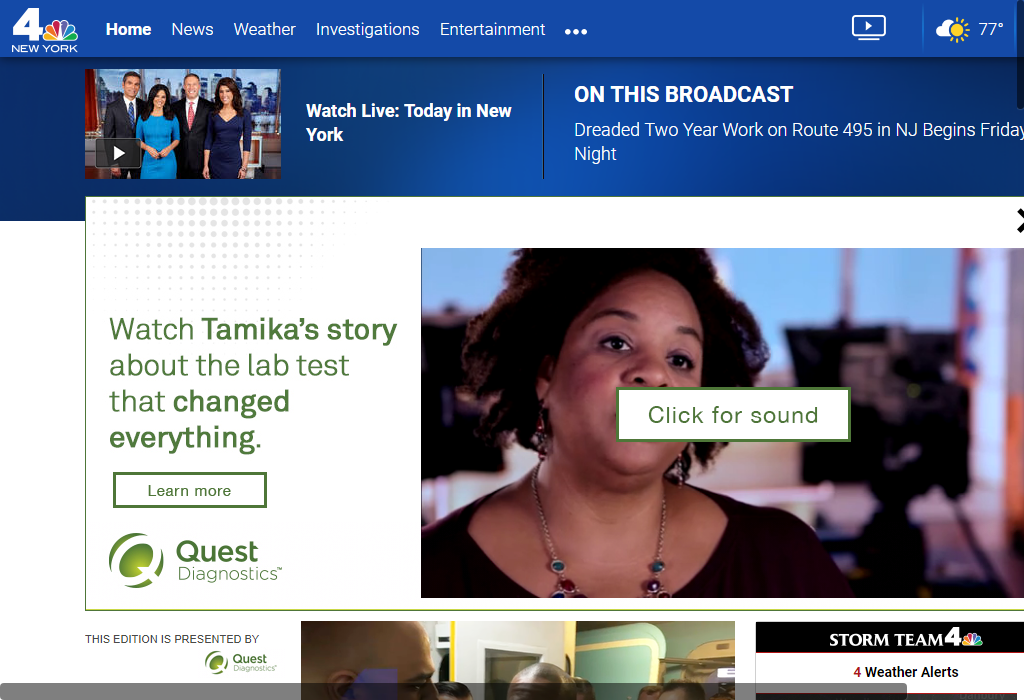 4
NEW YORK
Home News Weather Investigations Entertainment
77°
Watch Live: Today in New
York
ON THIS BROADCAST
Dreaded Two Year Work on Route 495 in NJ Begins Friday
Night
Watch Tamika's story
about the lab test
that changed
everything.
Learn more
Quest
Diagnostics™
Click for sound
THIS EDITION IS PRESENTED BY
Quest
Diagnostics™
STORM TEAM 4
4 Weather Alerts